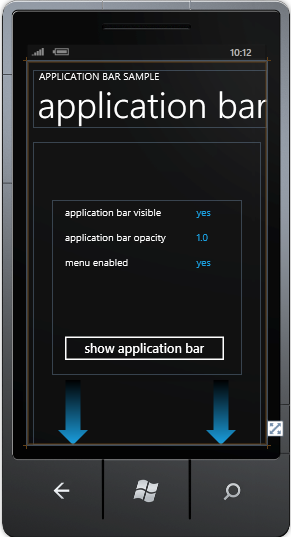 10:12
APPLICATION BAR SAMPLE
application bar
application bar visible yes
application bar opacity 1.0
menu enabled yes
show application bar